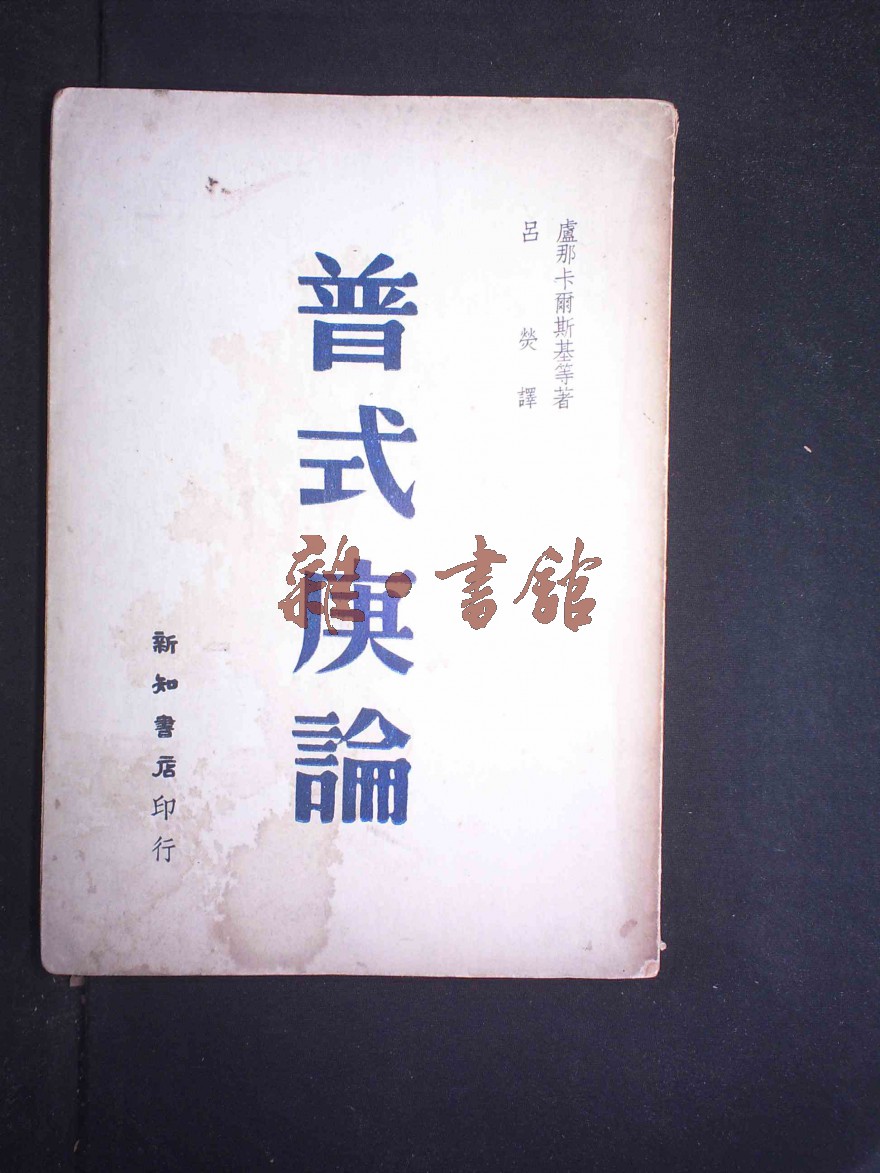 盧那卡爾斯基等著
呂熒譯
普式庚論
新知書店印行
雜·書館